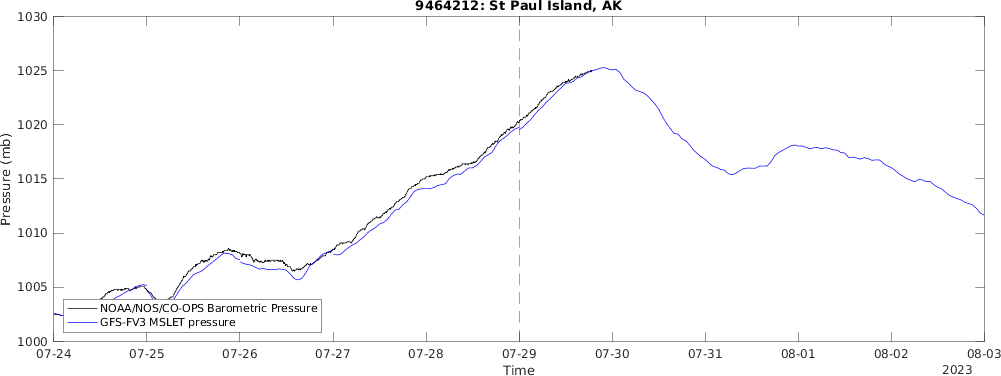 9464212: St Paul Island, AK
Pressure (mb)
1030
1025
1020
1015
1010
1005
1000
NOAA/NOS/CO-OPS Barometric Pressure
GFS-FV3 MSLET pressure
07-24 07-25 07-26 07-27 07-28 07-29 07-30 07-31 08-01 08-02 08-03
Time
2023